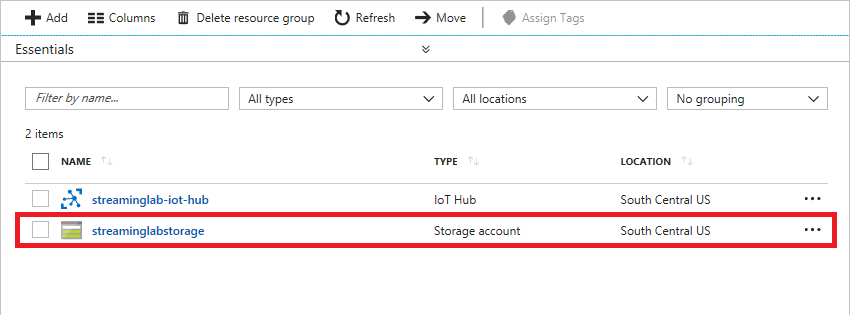 Add Columns Delete resource group Refresh Move Assign Tags
Essentials
Filter by name... All types All locations No grouping
2 items
NAME TYPE LOCATION
streaminglab-iot-hub IoT Hub South Central US
streaminglabstorage Storage account South Central US